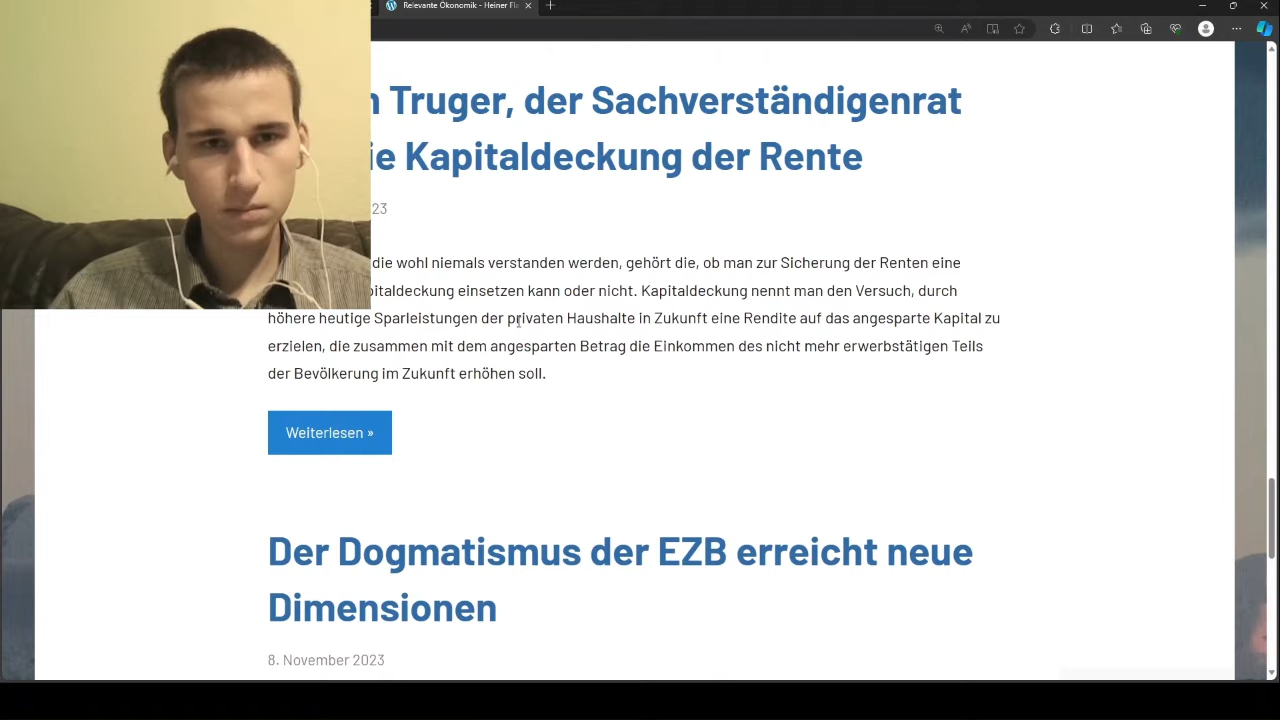 Relevante Ökonomik - Heiner Fla
Truger, der Sachverständigenrat
Kapitaldeckung der Rente
23
die wohl niemals verstanden werden, gehört die, ob man zur Sicherung der Renten eine
einsetzen kann oder nicht. Kapitaldeckung nennt man den Versuch, durch
höhere heutige Sparleistungen der privaten Haushalte in Zukunft eine Rendite auf das angesparte Kapital zu
erzielen, die zusammen mit dem angesparten Betrag die Einkommen des nicht mehr erwerbstätigen Teils
der Bevölkerung im Zukunft erhöhen soll.
Weiterlesen »
Der Dogmatismus der EZB erreicht neue
Dimensionen
8. November 2023